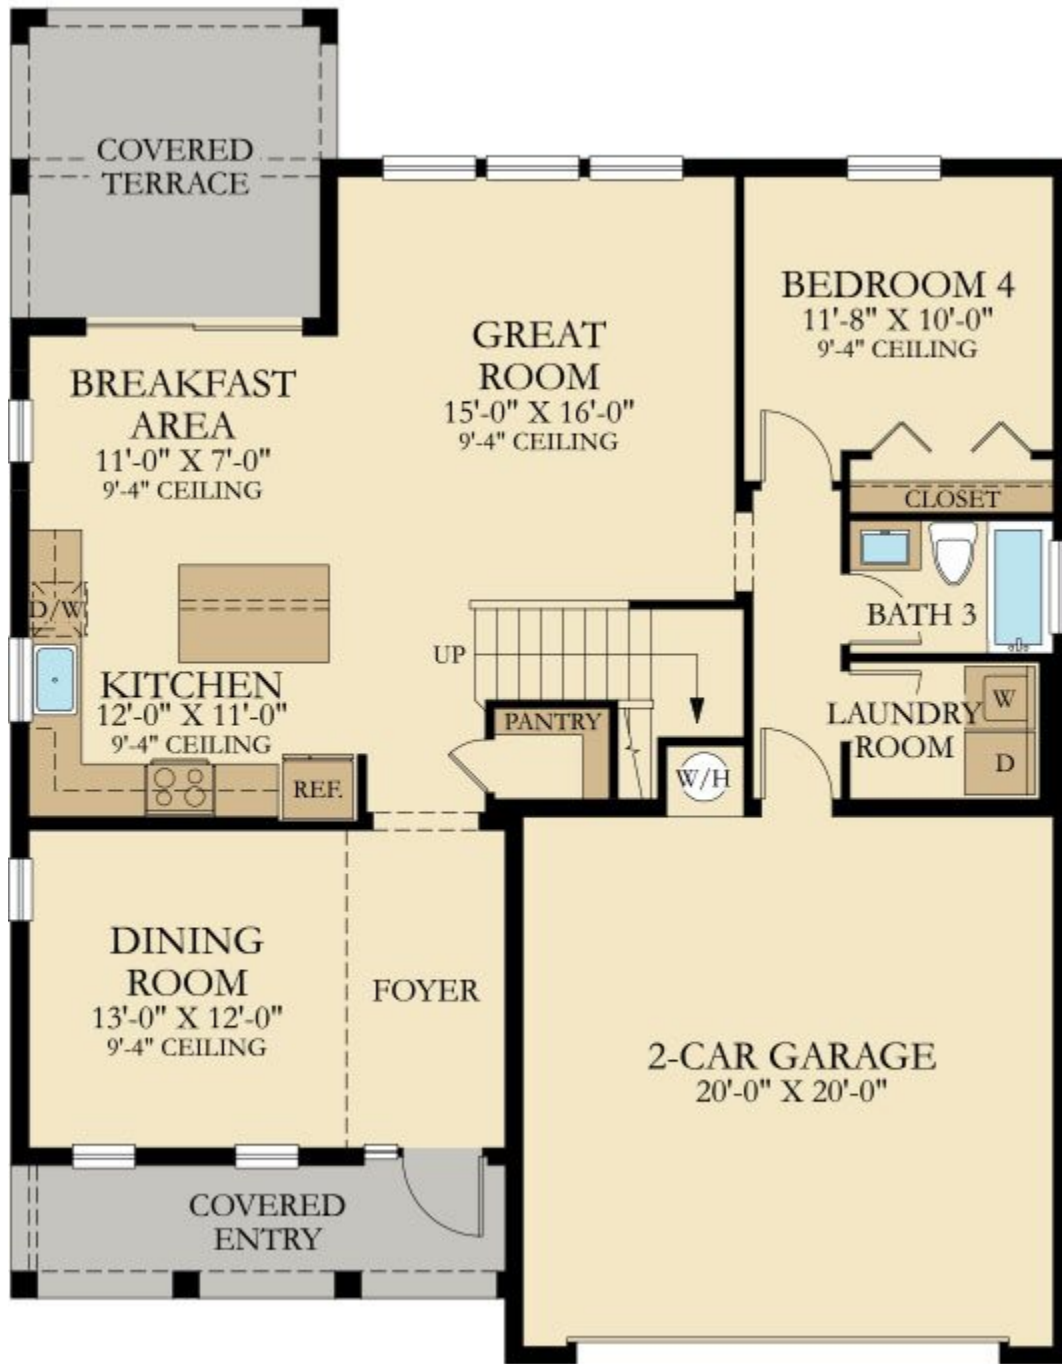 COVERED
TERRACE
BEDROOM 4
11'-8" X 10'-0"
9'-4" CEILING
GREAT
ROOM
15'-0" X 16'-0"
9'-4" CEILING
BREAKFAST
AREA
11'-0" X 7'-0"
9'-4" CEILING
CLOSET
D/W
BATH 3
UP
KITCHEN
12'-0" X 11'-0"
9'-4" CEILING
PANTRY
LAUNDRY
ROOM
W
D
REF.
W/H
DINING
ROOM
13'-0" X 12'-0"
9'-4" CEILING
FOYER
2-CAR GARAGE
20'-0" X 20'-0"
COVERED
ENTRY